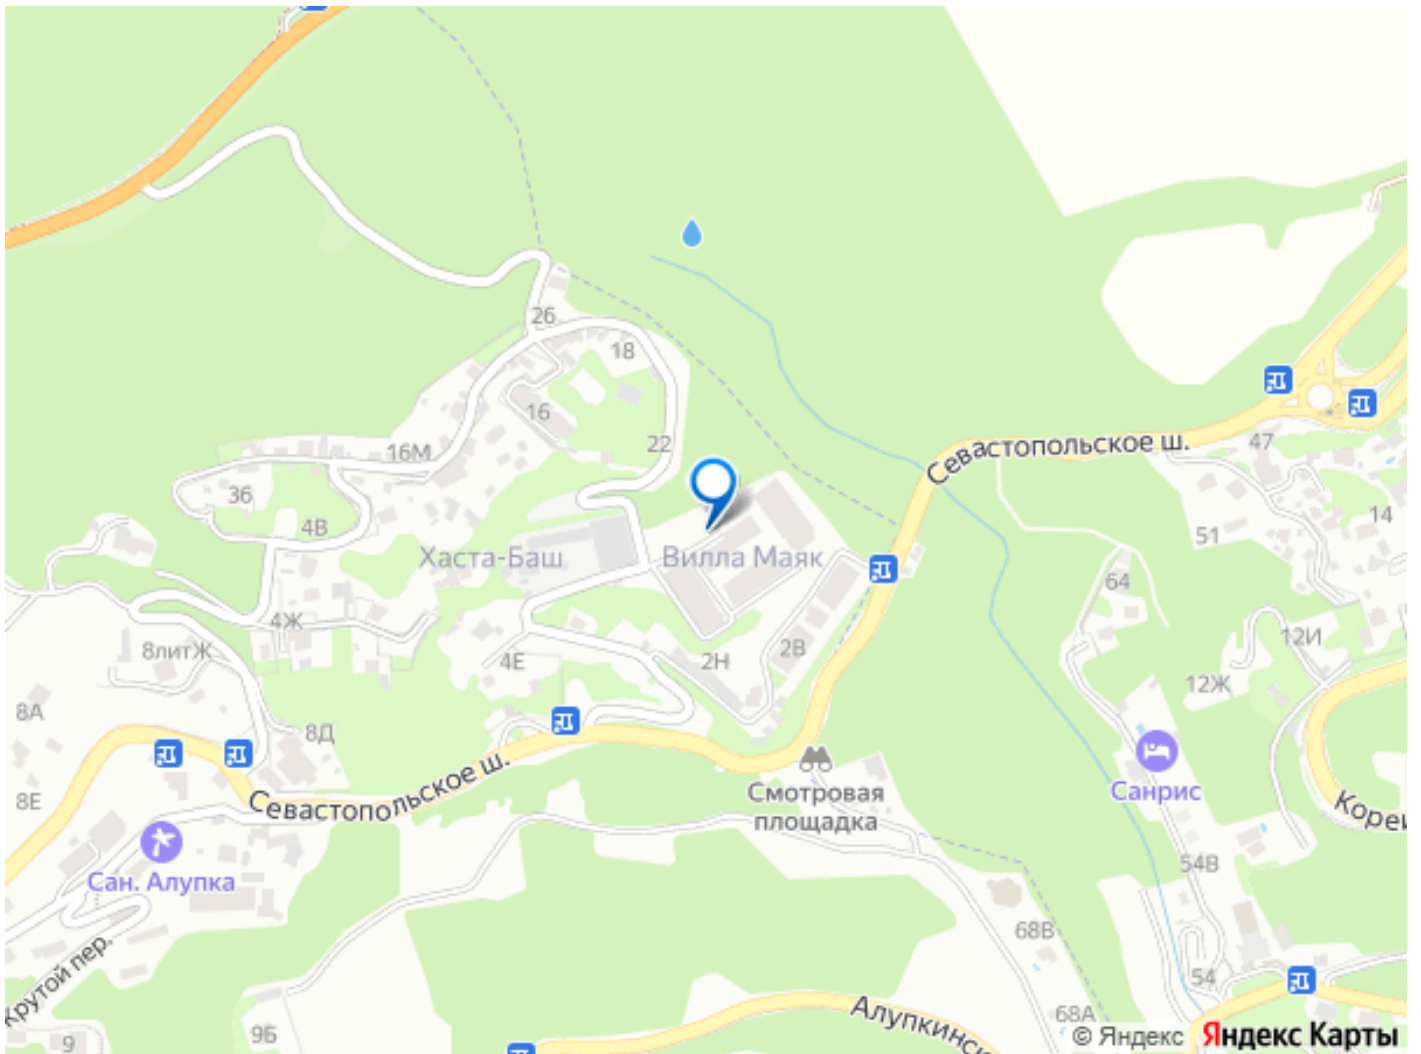 26
18
16
22
16М
36
4В
Хаста-Баш
Вилла Маяк
Севастопольское ш.
47
51
14
64
4Ж
8литЖ
4Е
2Н
2В
12И
12Ж
8А
8Д
8Е
Севастопольское ш.
Смотровая
площадка
Санрис
Сан. Алупка
54В
68В
54
Крутой пер.
9Б
9
68А
© Яндекс
Яндекс Карты